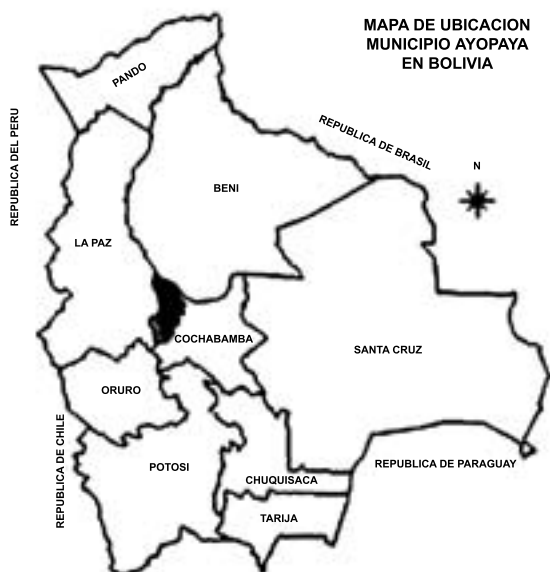 MAPA DE UBICACION
MUNICIPIO AYOPAYA
EN BOLIVIA
PANDO
REPUBLICA DEL PERU
REPUBLICA DE BRASIL
N
BENI
LA PAZ
COCHABAMBA
SANTA CRUZ
ORURO
REPUBLICA DE CHILE
POTOSI
REPUBLICA DE PARAGUAY
CHUQUISACA
TARIJA